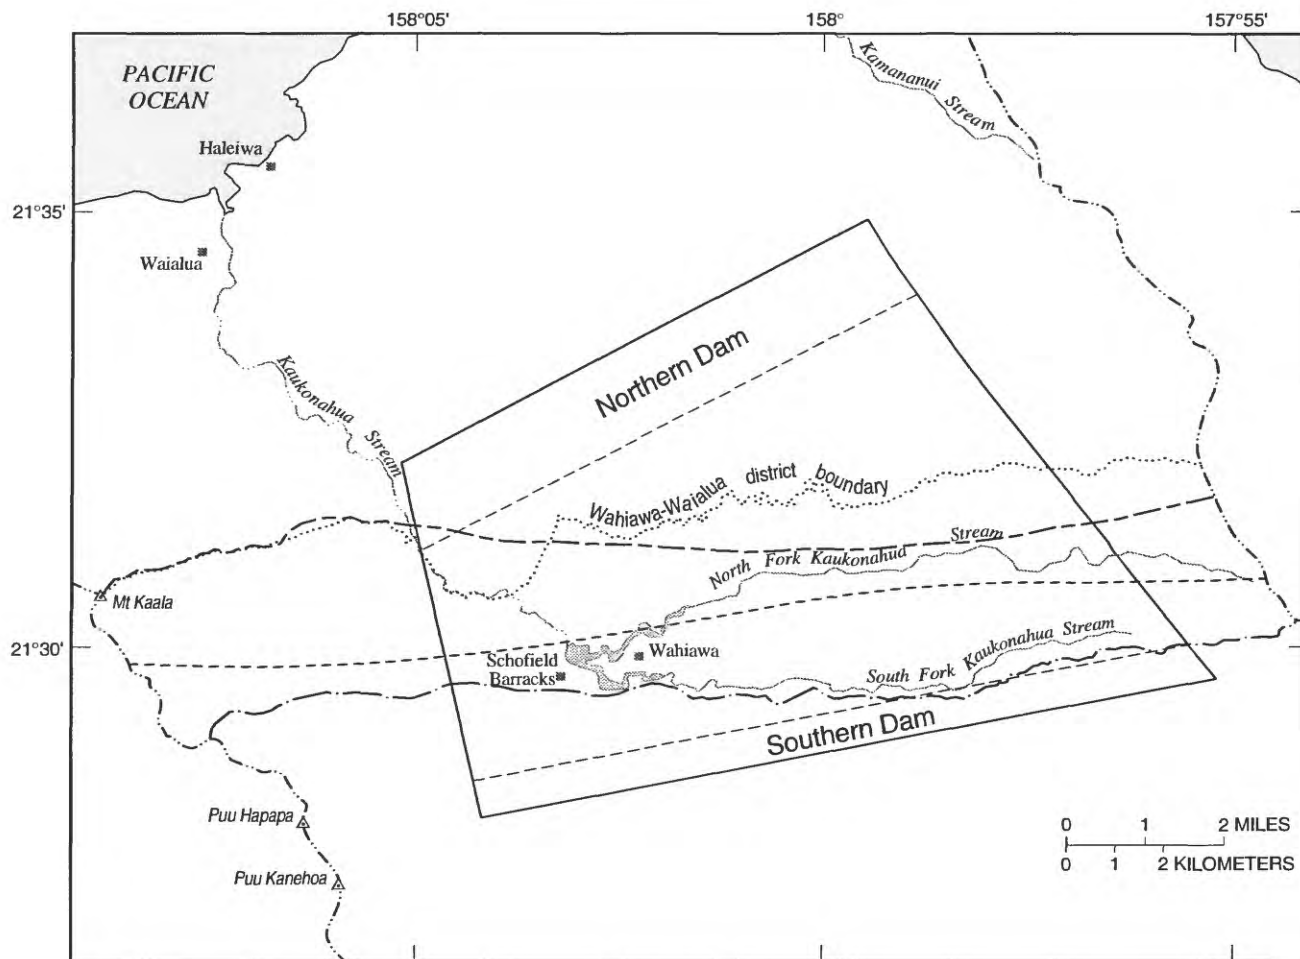 158°05'
158°
157°55'
PACIFIC
OCEAN
Kamananui Stream
Haleiwa
21°35'
Waialua
Northern Dam
Kaukonahua Stream
Wahiawa-Waialua district boundary
North Fork Kaukonahua Stream
Mt Kaala
21°30'
Schofield
Barracks
Wahiawa
South Fork Kaukonahua Stream
Southern Dam
Puu Hapapa
Puu Kanehoa
0 1 2 MILES
0 1 2 KILOMETERS